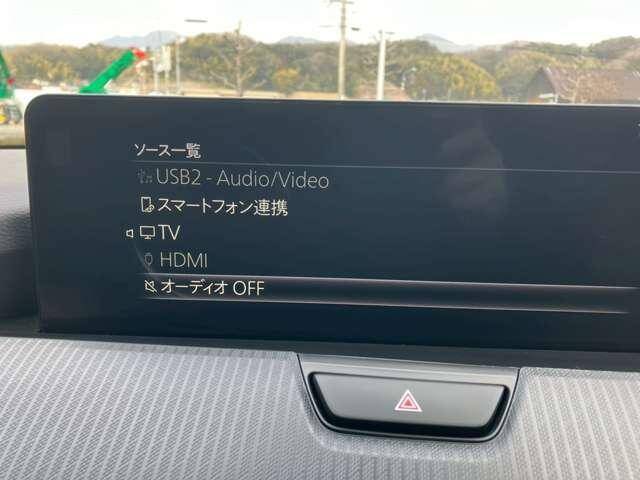 ソース一覧
USB2 - Audio/Video
スマートフォン連携
TV
HDMI
オーディオ OFF